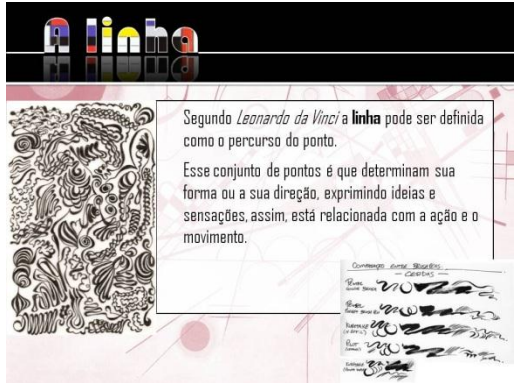 A linha
Segundo Leonardo da Vinci a linha pode ser definida
como o percurso do ponto.
Esse conjunto de pontos é que determinam sua
forma ou a sua direção, exprimindo ideias e
sensações, assim, está relacionada com a ação e o
movimento.